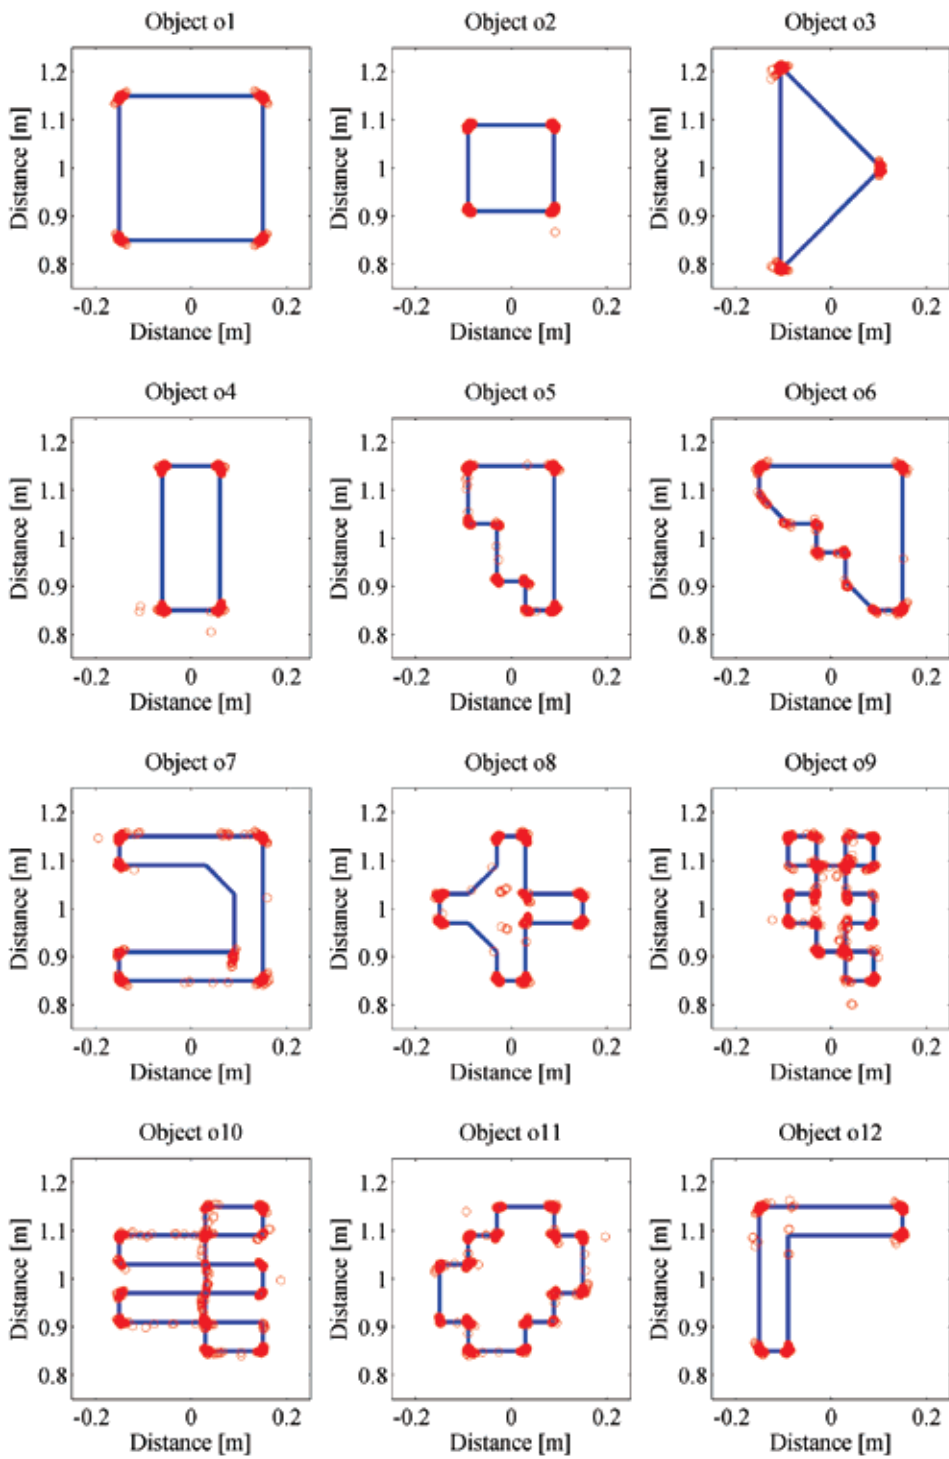 Object o1 Object o2 Object o3
1.2 1.2 1.2
1.1 1.1 1.1
1 1 1
0.9 0.9 0.9
0.8 0.8 0.8
Distance [m] Distance [m] Distance [m]
-0.2 0 0.2 -0.2 0 0.2 -0.2 0 0.2
Distance [m] Distance [m] Distance [m]
Object o4 Object o5 Object o6
1.2 1.2 1.2
1.1 1.1 1.1
1 1 1
0.9 0.9 0.9
0.8 0.8 0.8
Distance [m] Distance [m] Distance [m]
-0.2 0 0.2 -0.2 0 0.2 -0.2 0 0.2
Distance [m] Distance [m] Distance [m]
Object o7 Object o8 Object o9
1.2 1.2 1.2
1.1 1.1 1.1
1 1 1
0.9 0.9 0.9
0.8 0.8 0.8
Distance [m] Distance [m] Distance [m]
-0.2 0 0.2 -0.2 0 0.2 -0.2 0 0.2
Distance [m] Distance [m] Distance [m]
Object o10 Object o11 Object o12
1.2 1.2 1.2
1.1 1.1 1.1
1 1 1
0.9 0.9 0.9
0.8 0.8 0.8
Distance [m] Distance [m] Distance [m]
-0.2 0 0.2 -0.2 0 0.2 -0.2 0 0.2
Distance [m] Distance [m] Distance [m]